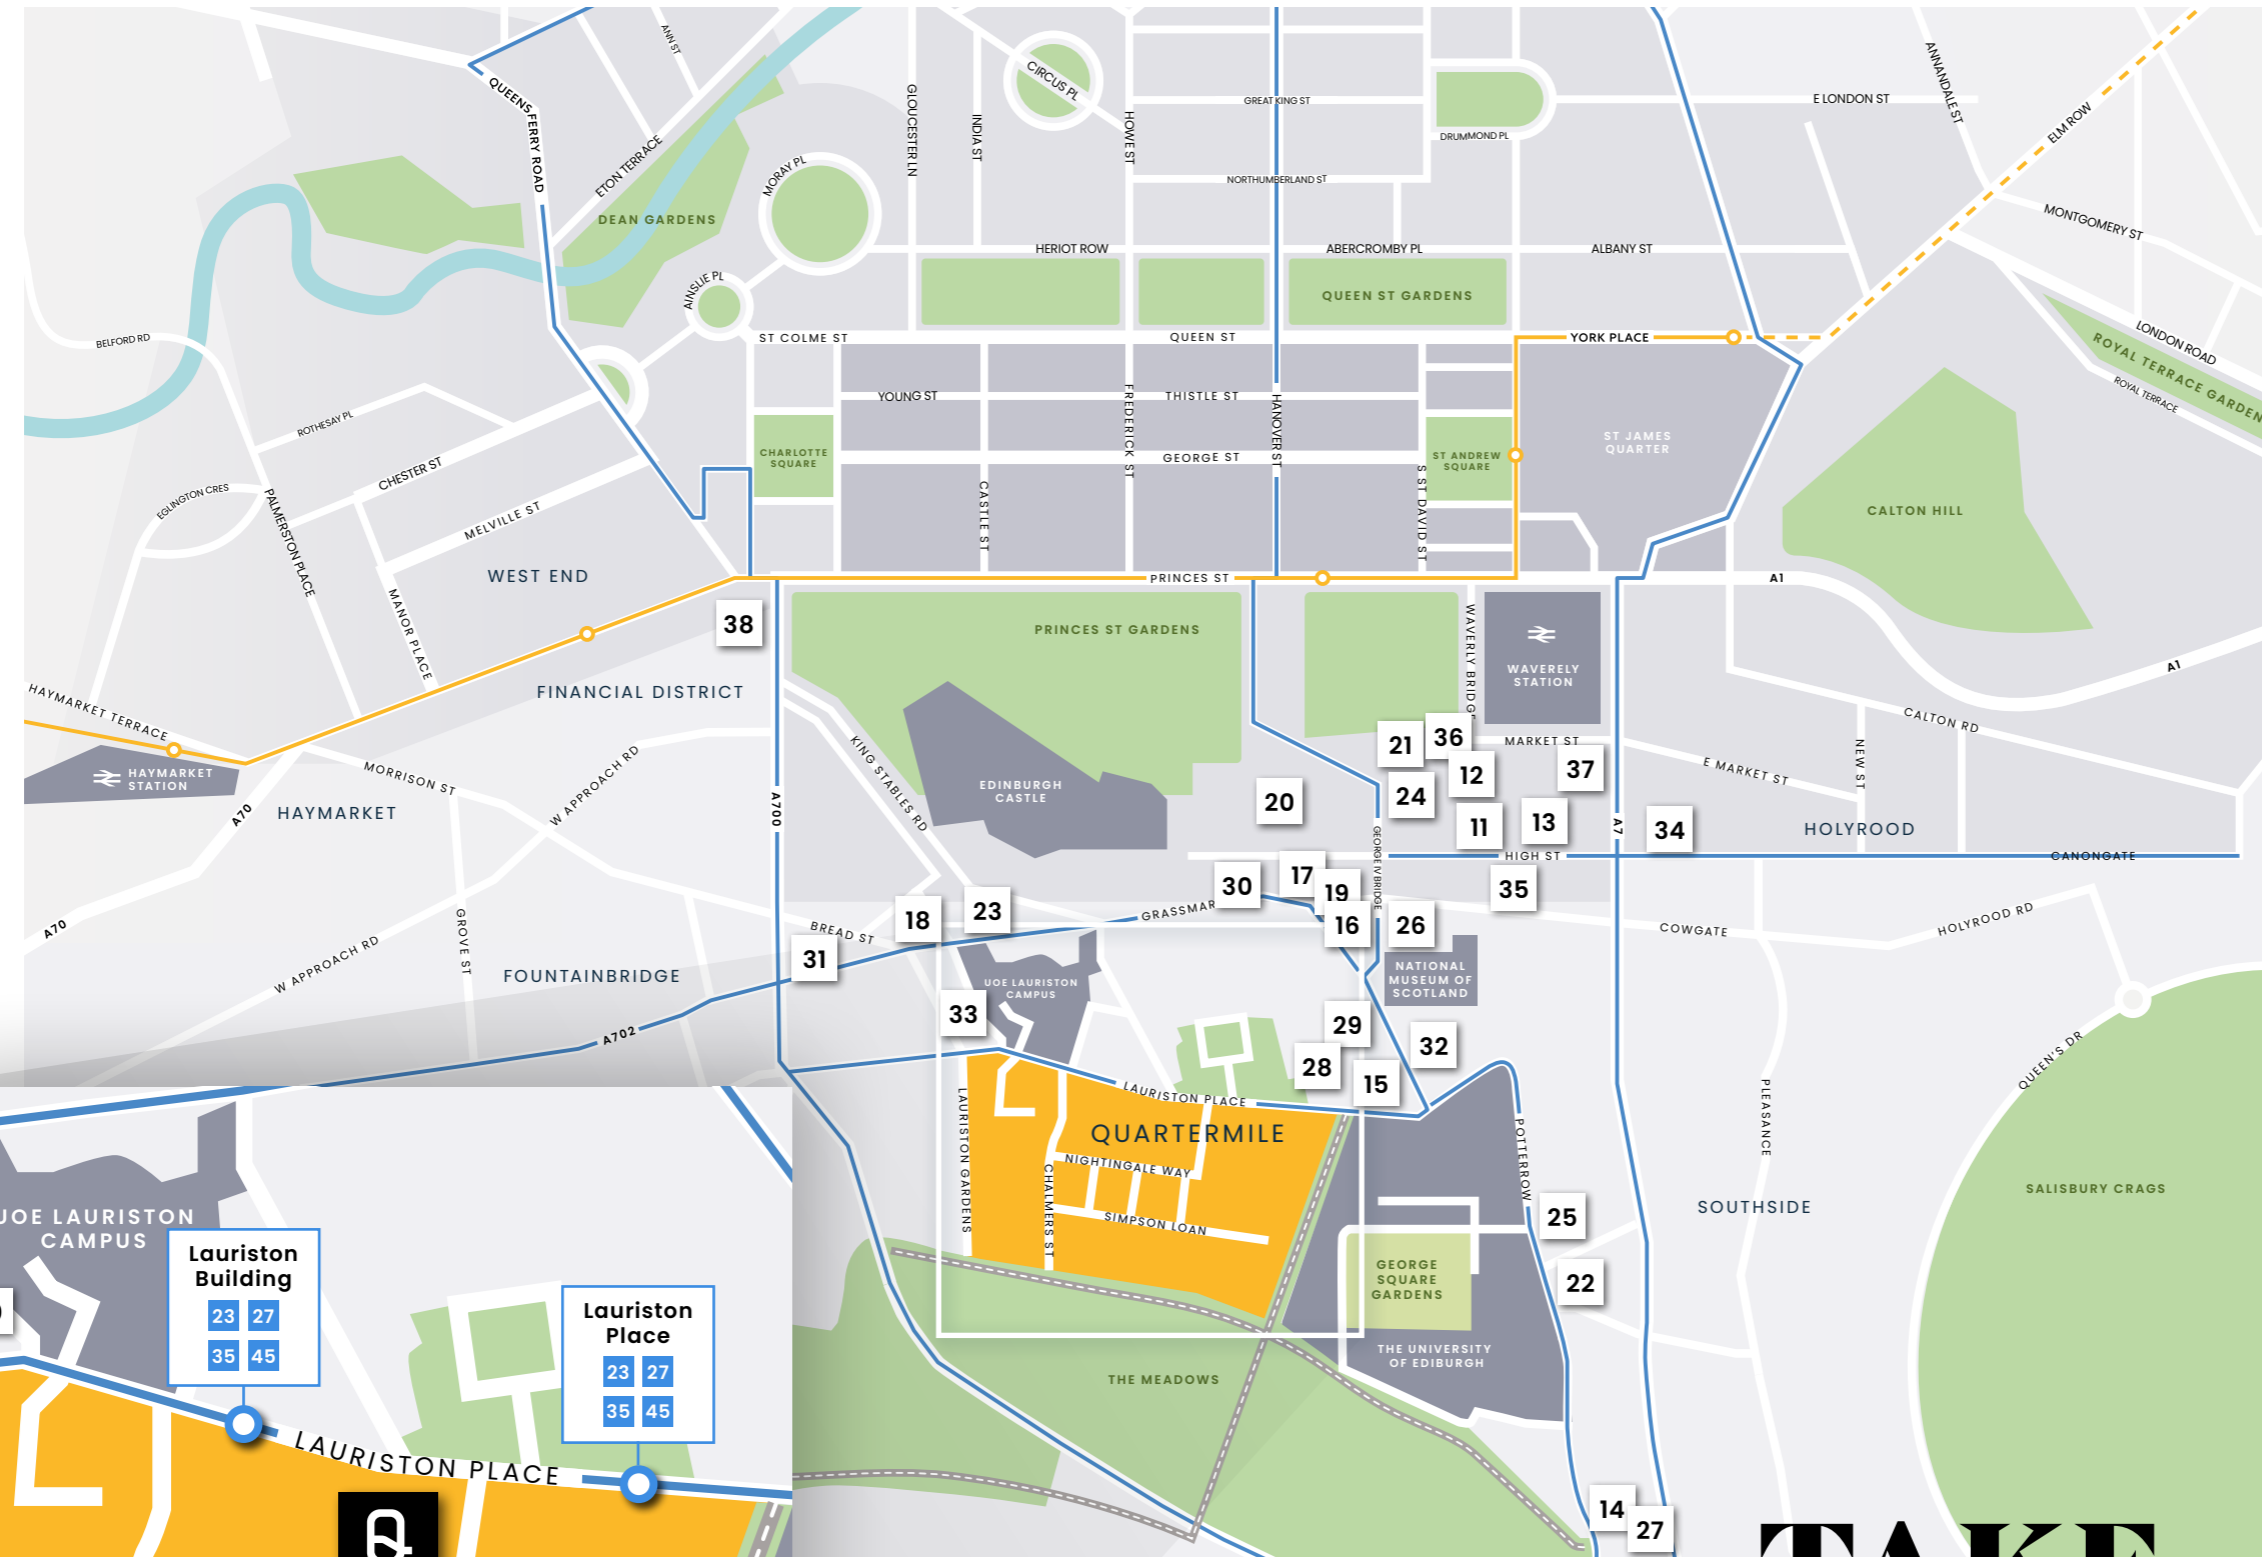 ANN ST
QUEENSFERRY ROAD
CIRCUS PL
GLOUCESTER LN
INDIA ST
HOWE ST
GREAT KING ST
DRUMMOND PL
E LONDON ST
ANNANDALE ST
ELM ROW
ETON TERRACE
MORAY PL
NORTHUMBERLAND ST
DEAN GARDENS
HERIOT ROW
ABERCROMBY PL
ALBANY ST
MONTGOMERY ST
AINSLIE PL
QUEEN ST GARDENS
BELFORD RD
ST COLME ST
QUEEN ST
YORK PLACE
LONDON ROAD
ROYAL TERRACE GARDEN
ROYAL TERRACE
YOUNG ST
FREDERICK ST
THISTLE ST
HANOVER ST
ROTHESAY PL
CHARLOTTE
SQUARE
GEORGE ST
ST ANDREW
SQUARE
ST JAMES
QUARTER
CHESTER ST
EGLINGTON CRES
PALMERSTON PLACE
MELVILLE ST
CASTLE ST
S ST DAVID ST
CALTON HILL
WEST END
PRINCES ST
A1
MANOR PLACE
38
PRINCES ST GARDENS
WAVERLY BRIDGE
WAVERELY
STATION
A1
FINANCIAL DISTRICT
HAYMARKET TERRACE
CALTON RD
HAYMARKET
STATION
MORRISON ST
W APPROACH RD
KING STABLES RD
21
36
MARKET ST
12
37
E MARKET ST
NEW ST
EDINBURGH
CASTLE
A70
HAYMARKET
A700
20
24
11
13
A7
34
HOLYROOD
GEORGE IV BRIDGE
HIGH ST
CANONGATE
30
17
19
35
18
23
GRASSMAR
16
26
COWGATE
HOLYROOD RD
A70
GROVE ST
BREAD ST
W APPROACH RD
FOUNTAINBRIDGE
31
NATIONAL
MUSEUM OF
SCOTLAND
UOE LAURISTON
CAMPUS
33
29
32
A702
28
15
QUEEN'S DR
LAURISTON PLACE
LAURISTON GARDENS
QUARTERMILE
POTTERROW
PLEASANCE
NIGHTINGALE WAY
CHALMERS ST
SIMPSON LOAN
25
SOUTHSIDE
SALISBURY CRAGS
GEORGE
SQUARE
GARDENS
22
THE UNIVERSITY
OF EDIBURGH
THE MEADOWS
14
27
UOE LAURISTON
CAMPUS
Lauriston
Building
23 27
35 45
Lauriston
Place
23 27
35 45
LAURISTON PLACE
Q
TAKE